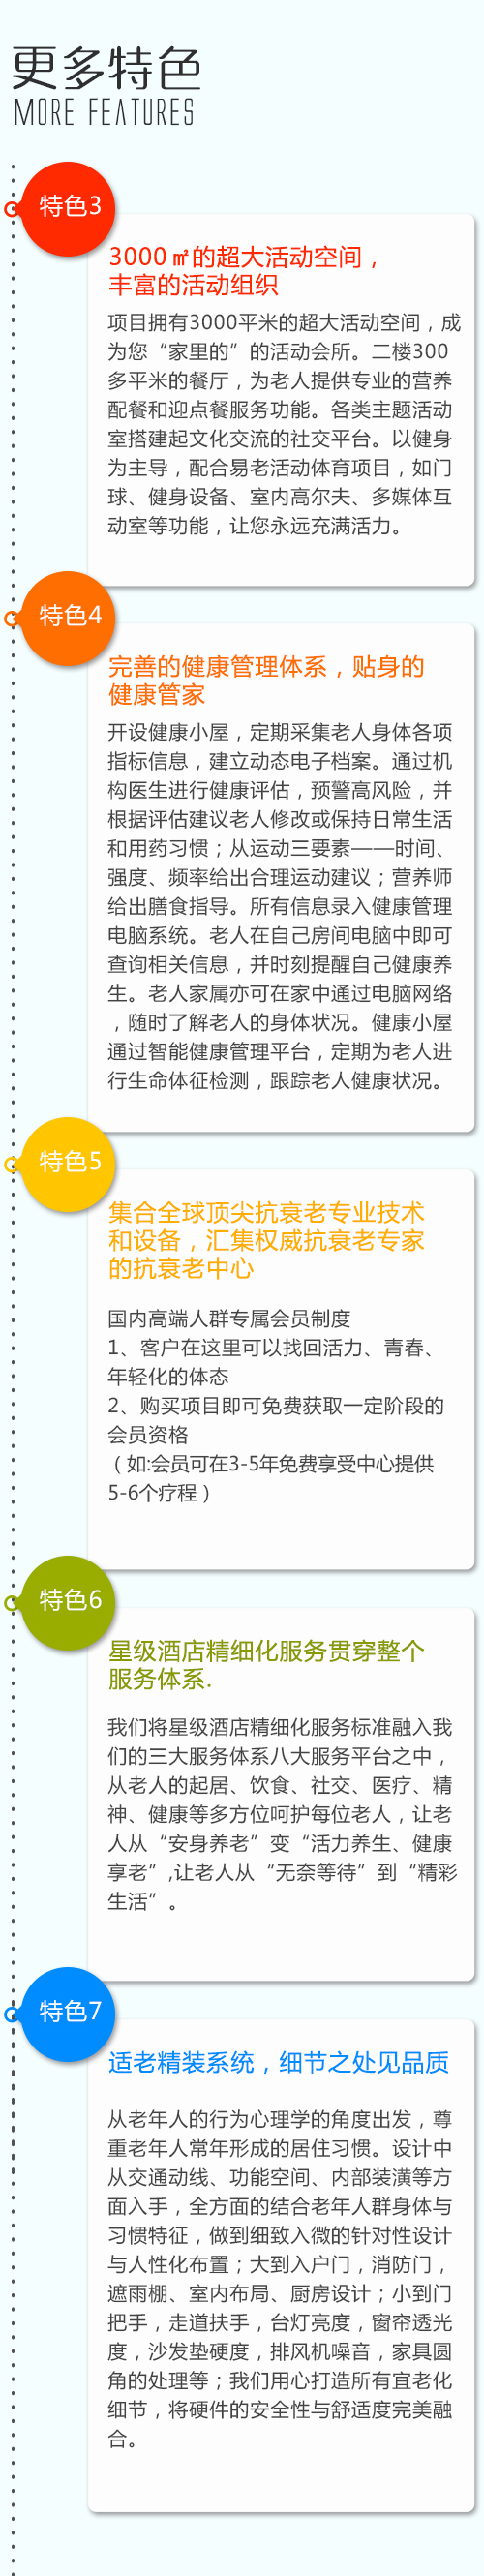 更多特色
MORE FEATURES
特色3
3000㎡的超大活动空间，
丰富的活动组织
项目拥有3000平米的超大活动空间，成
为您“家里的”的活动会所。二楼300
多平米的餐厅，为老人提供专业的营养
配餐和迎点餐服务功能。各类主题活动
室搭建起文化交流的社交平台。以健身
为主导，配合易老活动体育项目，如门
球、健身设备、室内高尔夫、多媒体互
动室等功能，让您永远充满活力。
特色4
完善的健康管理体系，贴身的
健康管家
开设健康小屋，定期采集老人身体各项
指标信息，建立动态电子档案。通过机
构医生进行健康评估，预警高风险，并
根据评估建议老人修改或保持日常生活
和用药习惯；从运动三要素——时间、
强度、频率给出合理运动建议；营养师
给出膳食指导。所有信息录入健康管理
电脑系统。老人在自己房间电脑中即可
查询相关信息，并时刻提醒自己健康养
生。老人家属亦可在家中通过电脑网络
，随时了解老人的身体状况。健康小屋
通过智能健康管理平台，定期为老人进
行生命体征检测，跟踪老人健康状况。
特色5
集合全球顶尖抗衰老专业技术
和设备，汇集权威抗衰老专家
的抗衰老中心
国内高端人群专属会员制度
1、客户在这里可以找回活力、青春、
年轻化的体态
2、购买项目即可免费获取一定阶段的
会员资格
（如:会员可在3-5年免费享受中心提供
5-6个疗程）
特色6
星级酒店精细化服务贯穿整个
服务体系.
我们将星级酒店精细化服务标准融入我
们的三大服务体系八大服务平台之中，
从老人的起居、饮食、社交、医疗、精
神、健康等多方位呵护每位老人，让老
人从“安身养老”变“活力养生、健康
享老”,让老人从“无奈等待”到“精彩
生活”。
特色7
适老精装系统，细节之处见品质
从老年人的行为心理学的角度出发，尊
重老年人常年形成的居住习惯。设计中
从交通动线、功能空间、内部装潢等方
面入手，全方面的结合老年人群身体与
习惯特征，做到细致入微的针对性设计
与人性化布置；大到入户门，消防门，
遮雨棚、室内布局、厨房设计；小到门
把手，走道扶手，台灯亮度，窗帘透光
度，沙发垫硬度，排风机噪音，家具圆
角的处理等；我们用心打造所有宜老化
细节，将硬件的安全性与舒适度完美融
合。